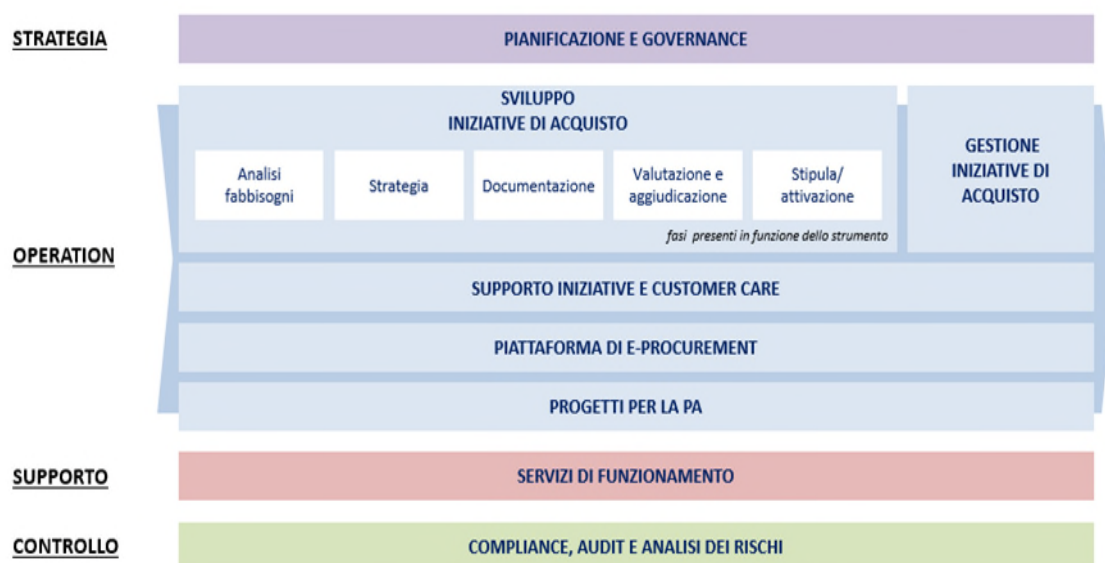 STRATEGIA
PIANIFICAZIONE E GOVERNANCE
OPERATION
SVILUPPO
INIZIATIVE DI ACQUISTO
Analisi
fabbisogni
Strategia
Documentazione
Valutazione e
aggiudicazione
Stipula/
attivazione
fasi presenti in funzione dello strumento
GESTIONE
INIZIATIVE DI
ACQUISTO
SUPPORTO INIZIATIVE E CUSTOMER CARE
PIATTAFORMA DI E-PROCUREMENT
PROGETTI PER LA PA
SUPPORTO
SERVIZI DI FUNZIONAMENTO
CONTROLLO
COMPLIANCE, AUDIT E ANALISI DEI RISCHI